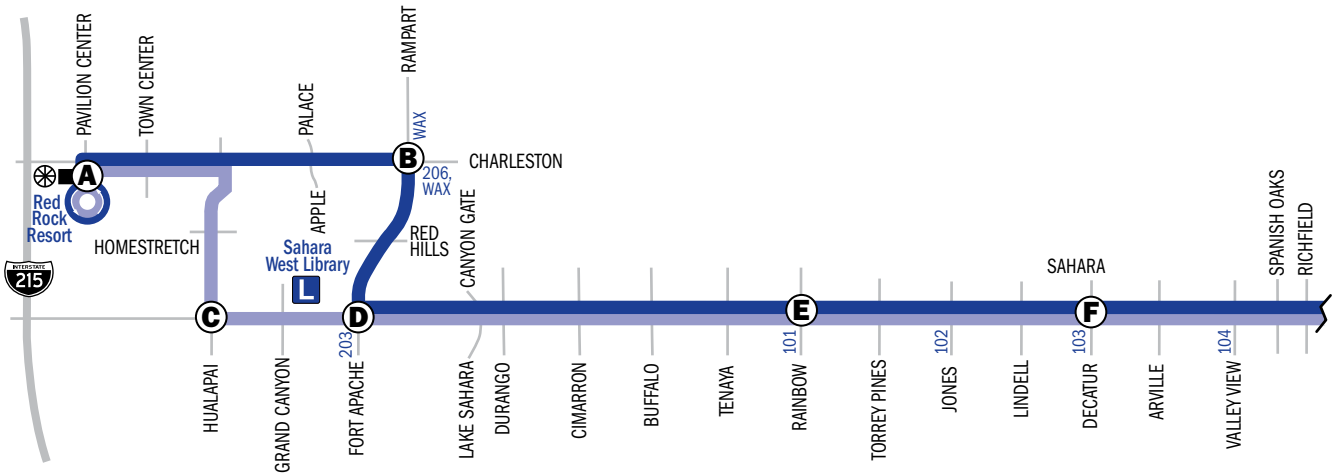 PAVILION CENTER
TOWN CENTER
PALACE
RAMPART
WAX
A
B
CHARLESTON
206,
WAX
Red
Rock
Resort
APPLE
HOMESTRETCH
Sahara
West Library
L
RED
HILLS
CANYON GATE
INTERSTATE
215
SAHARA
SPANISH OAKS
RICHFIELD
C
D
E
F
203
101
102
103
104
HUALAPAI
GRAND CANYON
FORT APACHE
LAKE SAHARA
DURANGO
CIMARRON
BUFFALO
TENAYA
RAINBOW
TORREY PINES
JONES
LINDELL
DECATUR
ARVILLE
VALLEY VIEW